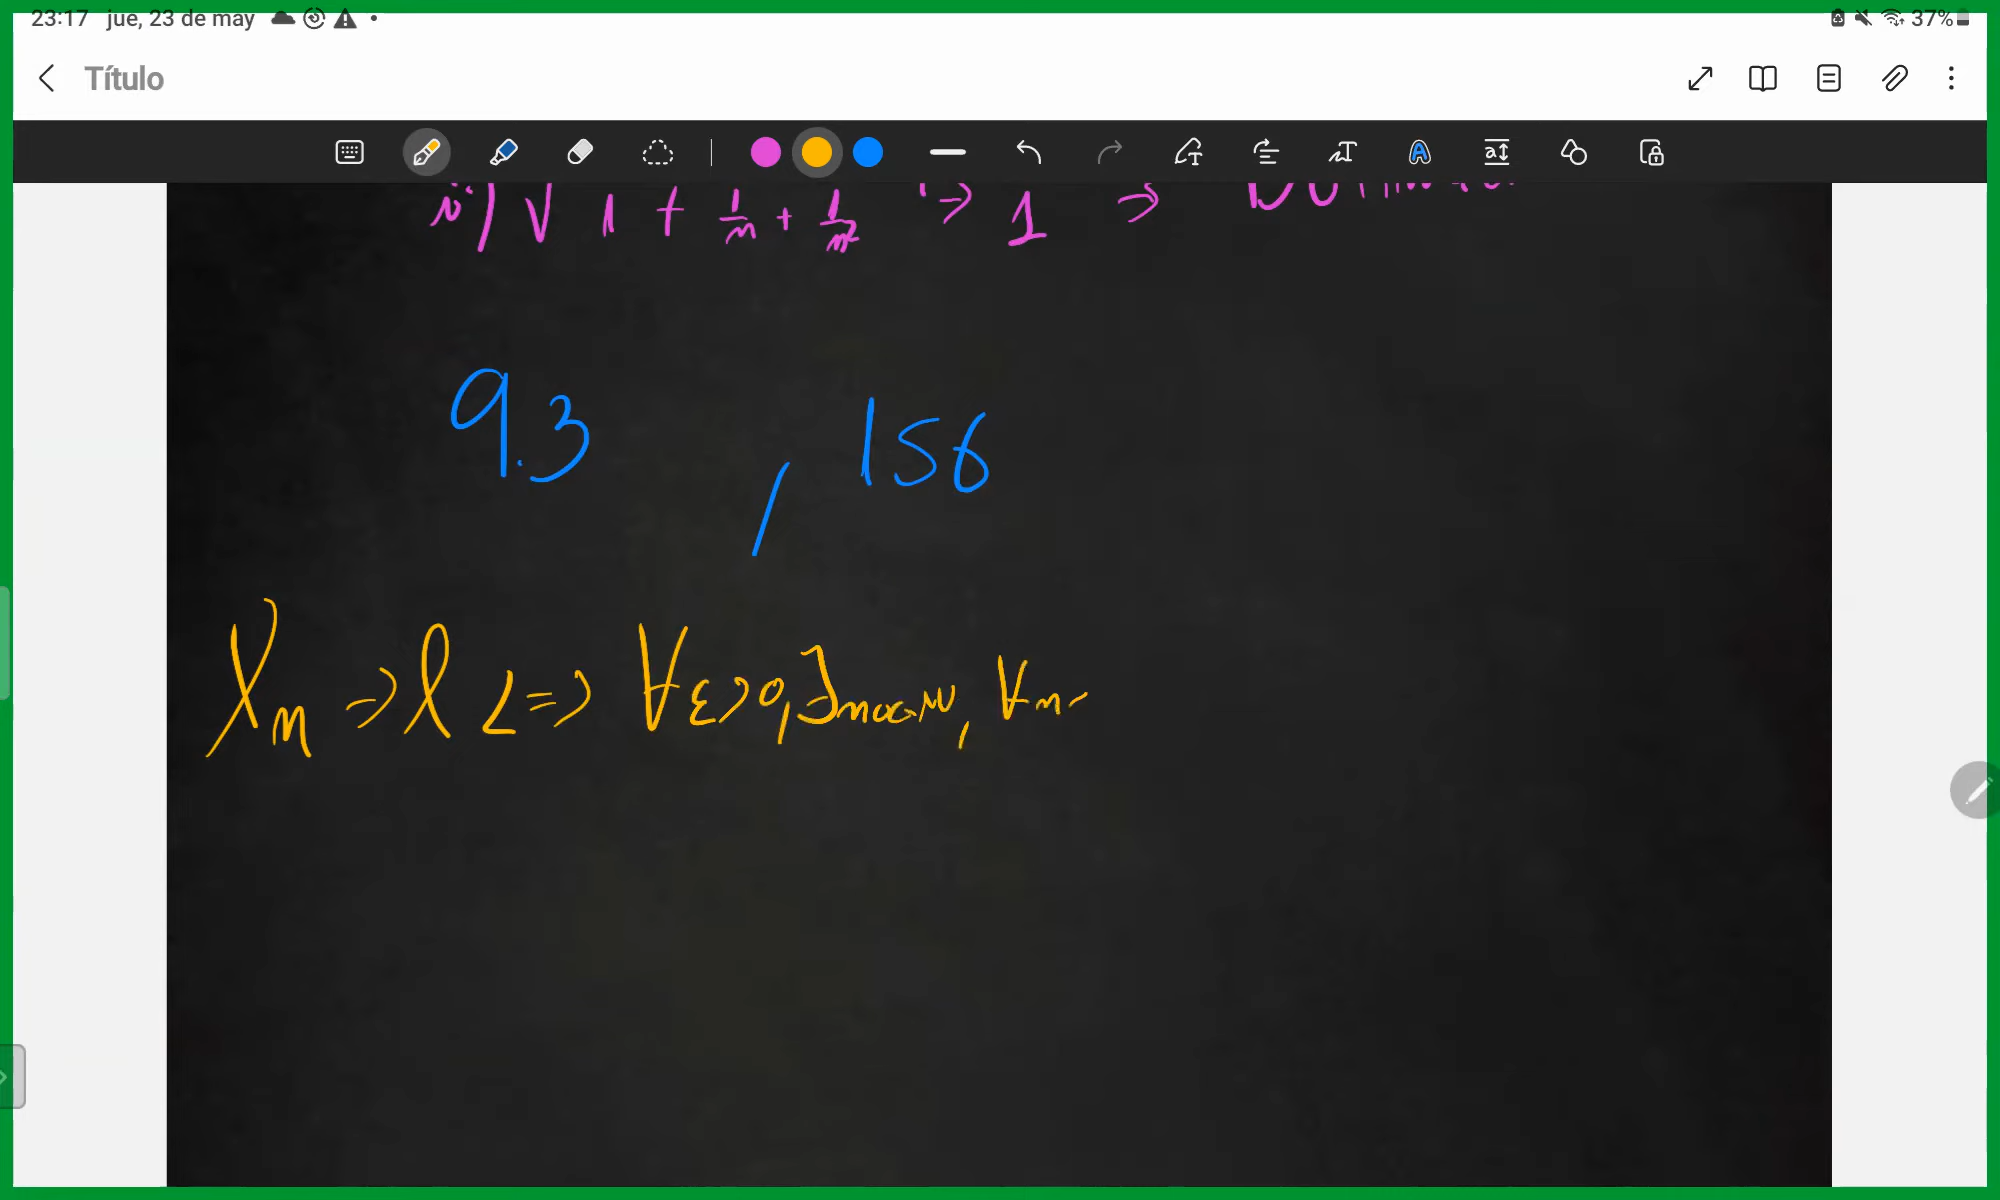 23:17 jue, 23 de may 37%
Título
ii) √ 1 + 1/n + 1/n² → 1 ⇒
9.3 , 156
Xn → l <=> ∀ε>0, ∃n0∈N, ∀n